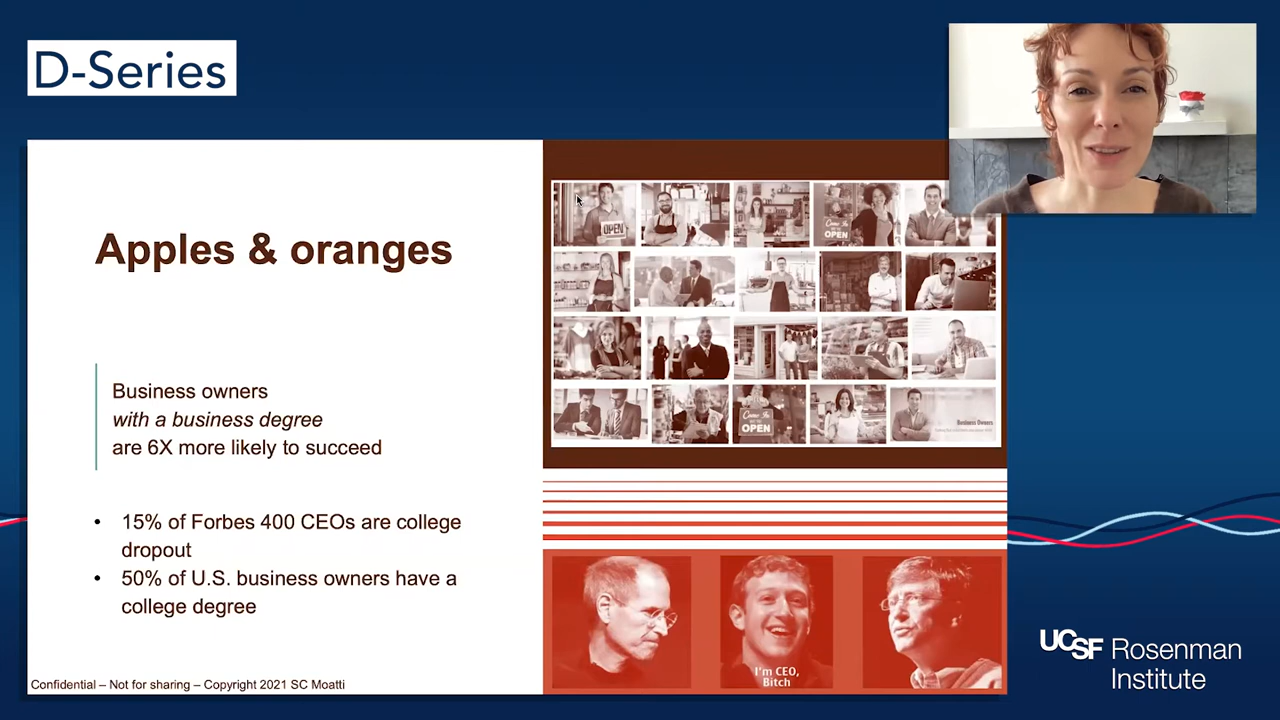 D-Series
Apples & oranges
Business owners
with a business degree
are 6X more likely to succeed
• 15% of Forbes 400 CEOs are college
dropout
• 50% of U.S. business owners have a
college degree
Confidential – Not for sharing – Copyright 2021 SC Moatti
OPEN
OPEN
Come In
OPEN
Business Owners
I'm CEO,
Bitch
UCSF Rosenman
Institute